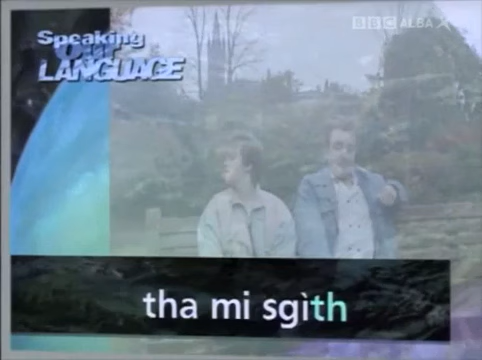 BBC ALBA
Speaking
OUR
LANGUAGE
tha mi sgìth